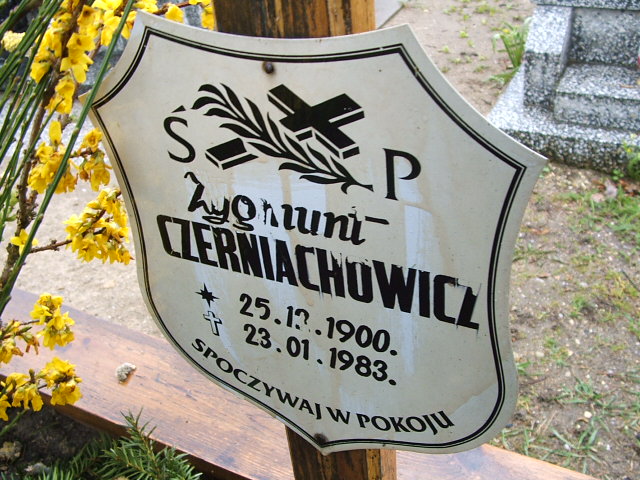 Ś P
Zygmunt
CZERNIACHOWICZ
25.12.1900.
23.01.1983.
SPOCZYWAJ W POKOJU